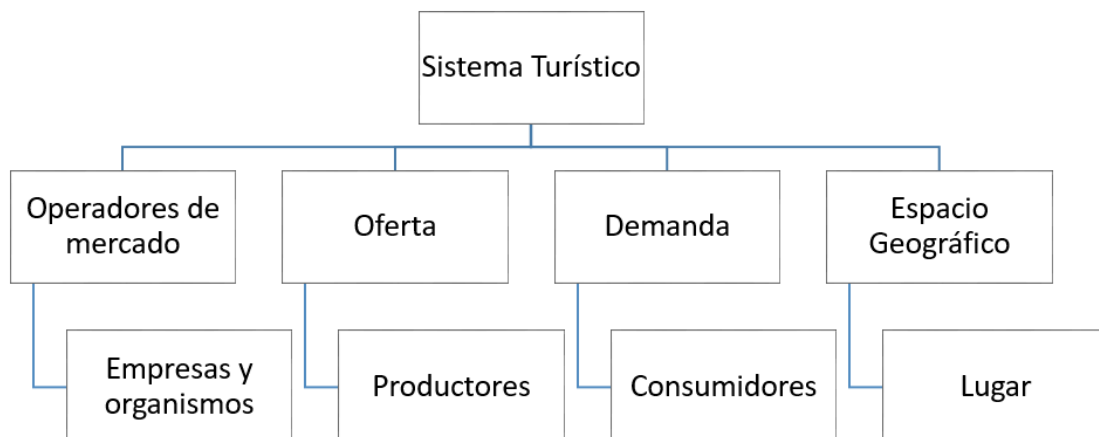 Sistema Turístico
Operadores de
mercado
Oferta
Demanda
Espacio
Geográfico
Empresas y
organismos
Productores
Consumidores
Lugar